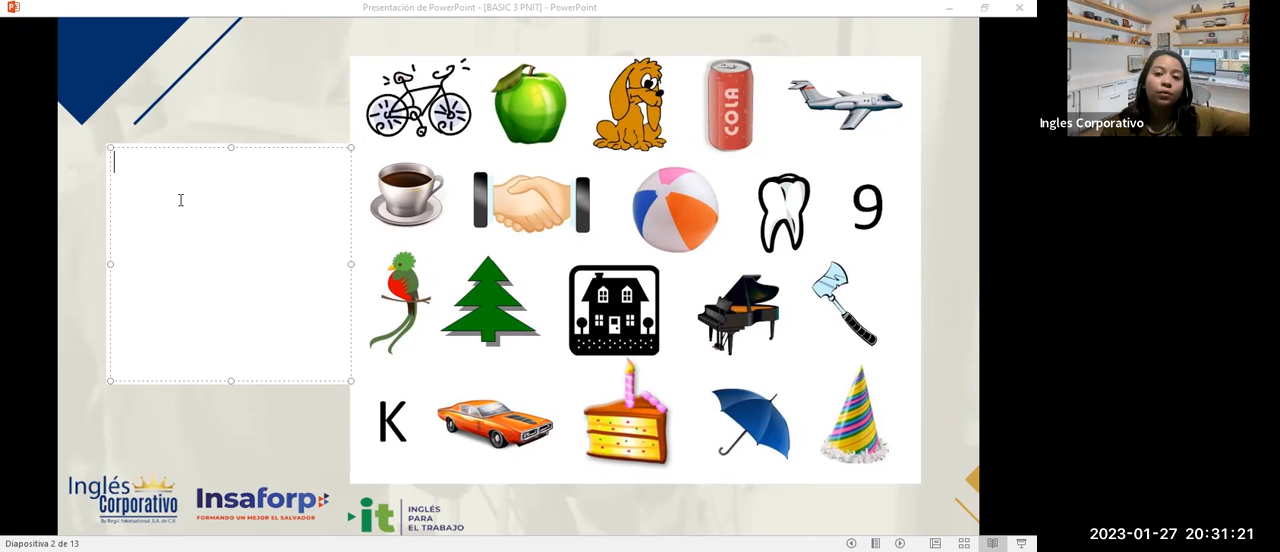 Presentación de PowerPoint - [BASIC 3 PNIT] - PowerPoint
Ingles Corporativo
COLA
9
K
Inglés
Corporativo
By Regal International, S.A. de C.V.
Insaforp
FORMANDO UN MEJOR EL SALVADOR
it
INGLÉS
PARA
EL TRABAJO
2023-01-27 20:31:21
Diapositiva 2 de 13